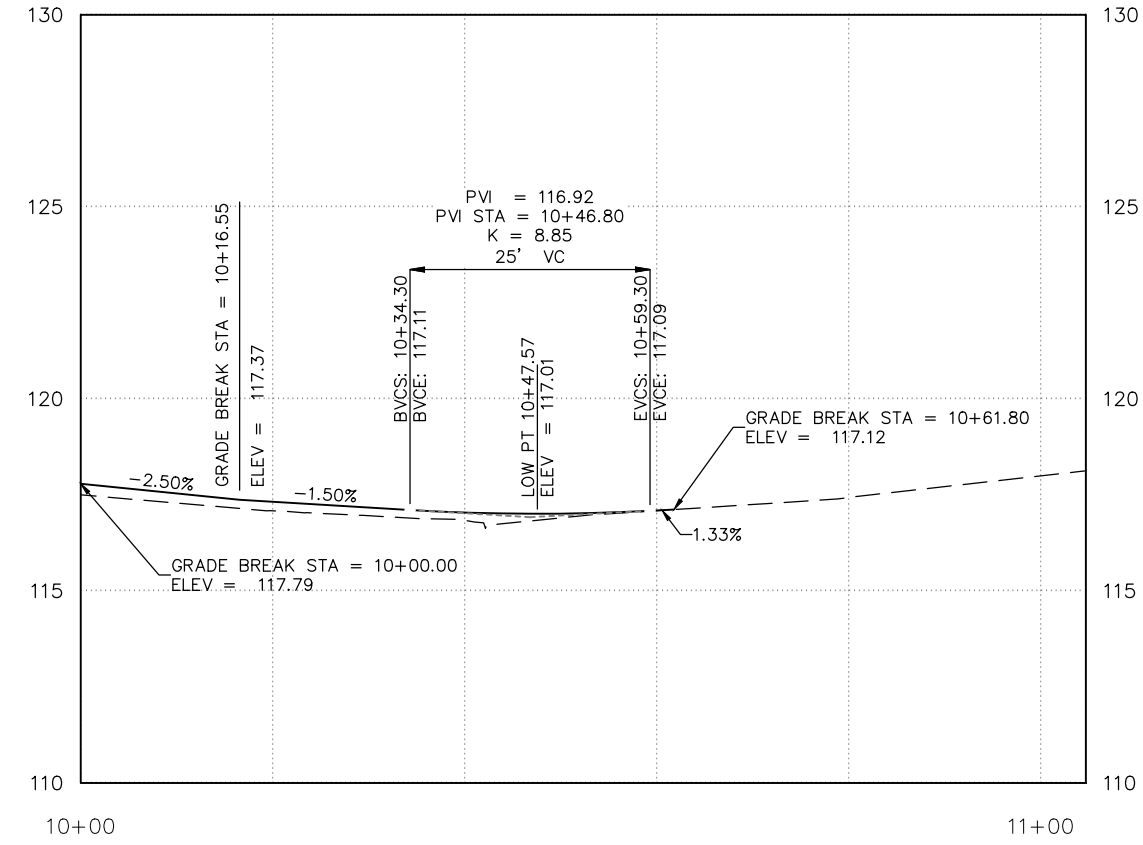 130
130
125
125
120
120
115
115
110
110
10+00
11+00
PVI = 116.92
PVI STA = 10+46.80
K = 8.85
25' VC
GRADE BREAK STA = 10+16.55
ELEV = 117.37
BVCS: 10+34.30
BVCE: 117.11
LOW PT 10+47.57
ELEV = 117.01
EVCS: 10+59.30
EVCE: 117.09
GRADE BREAK STA = 10+61.80
ELEV = 117.12
-2.50%
-1.50%
1.33%
GRADE BREAK STA = 10+00.00
ELEV = 117.79